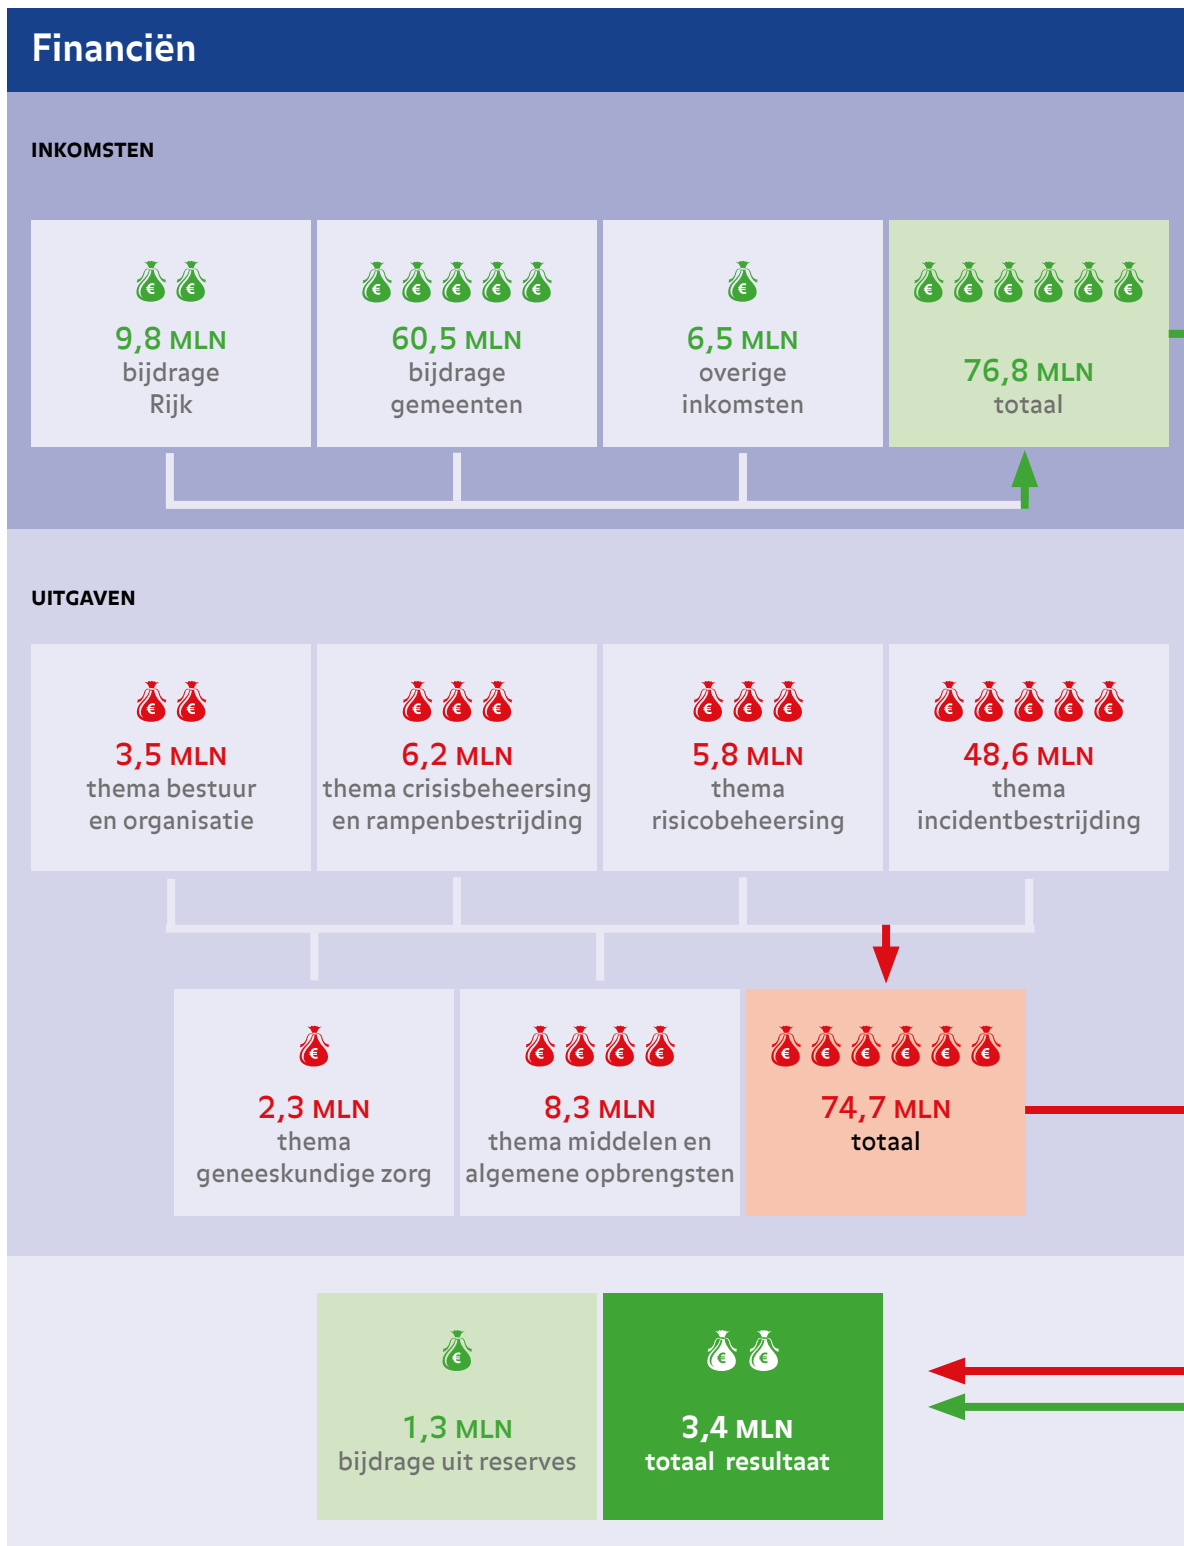 Financiën
INKOMSTEN
9,8 MLN
bijdrage
Rijk
60,5 MLN
bijdrage
gemeenten
6,5 MLN
overige
inkomsten
76,8 MLN
totaal
UITGAVEN
3,5 MLN
thema bestuur
en organisatie
6,2 MLN
thema crisisbeheersing
en rampenbestrijding
5,8 MLN
thema
risicobeheersing
48,6 MLN
thema
incidentbestrijding
2,3 MLN
thema
geneeskundige zorg
8,3 MLN
thema middelen en
algemene opbrengsten
74,7 MLN
totaal
1,3 MLN
bijdrage uit reserves
3,4 MLN
totaal resultaat